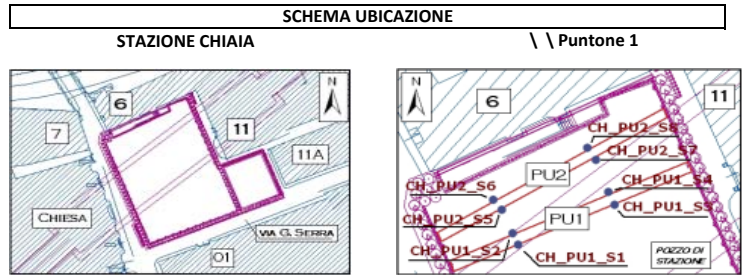 SCHEMA UBICAZIONE
STAZIONE CHIAIA
\ \ Puntone 1
N
6
7
11
11A
CHIESA
VIA G. SERRA
01
N
6
11
CH_PU2_S8
CH_PU2_S7
PU2
CH_PU2_S6
CH_PU1_S4
CH_PU2_S5
PU1
CH_PU1_S3
CH_PU1_S2
CH_PU1_S1
POZZO DI
STAZIONE